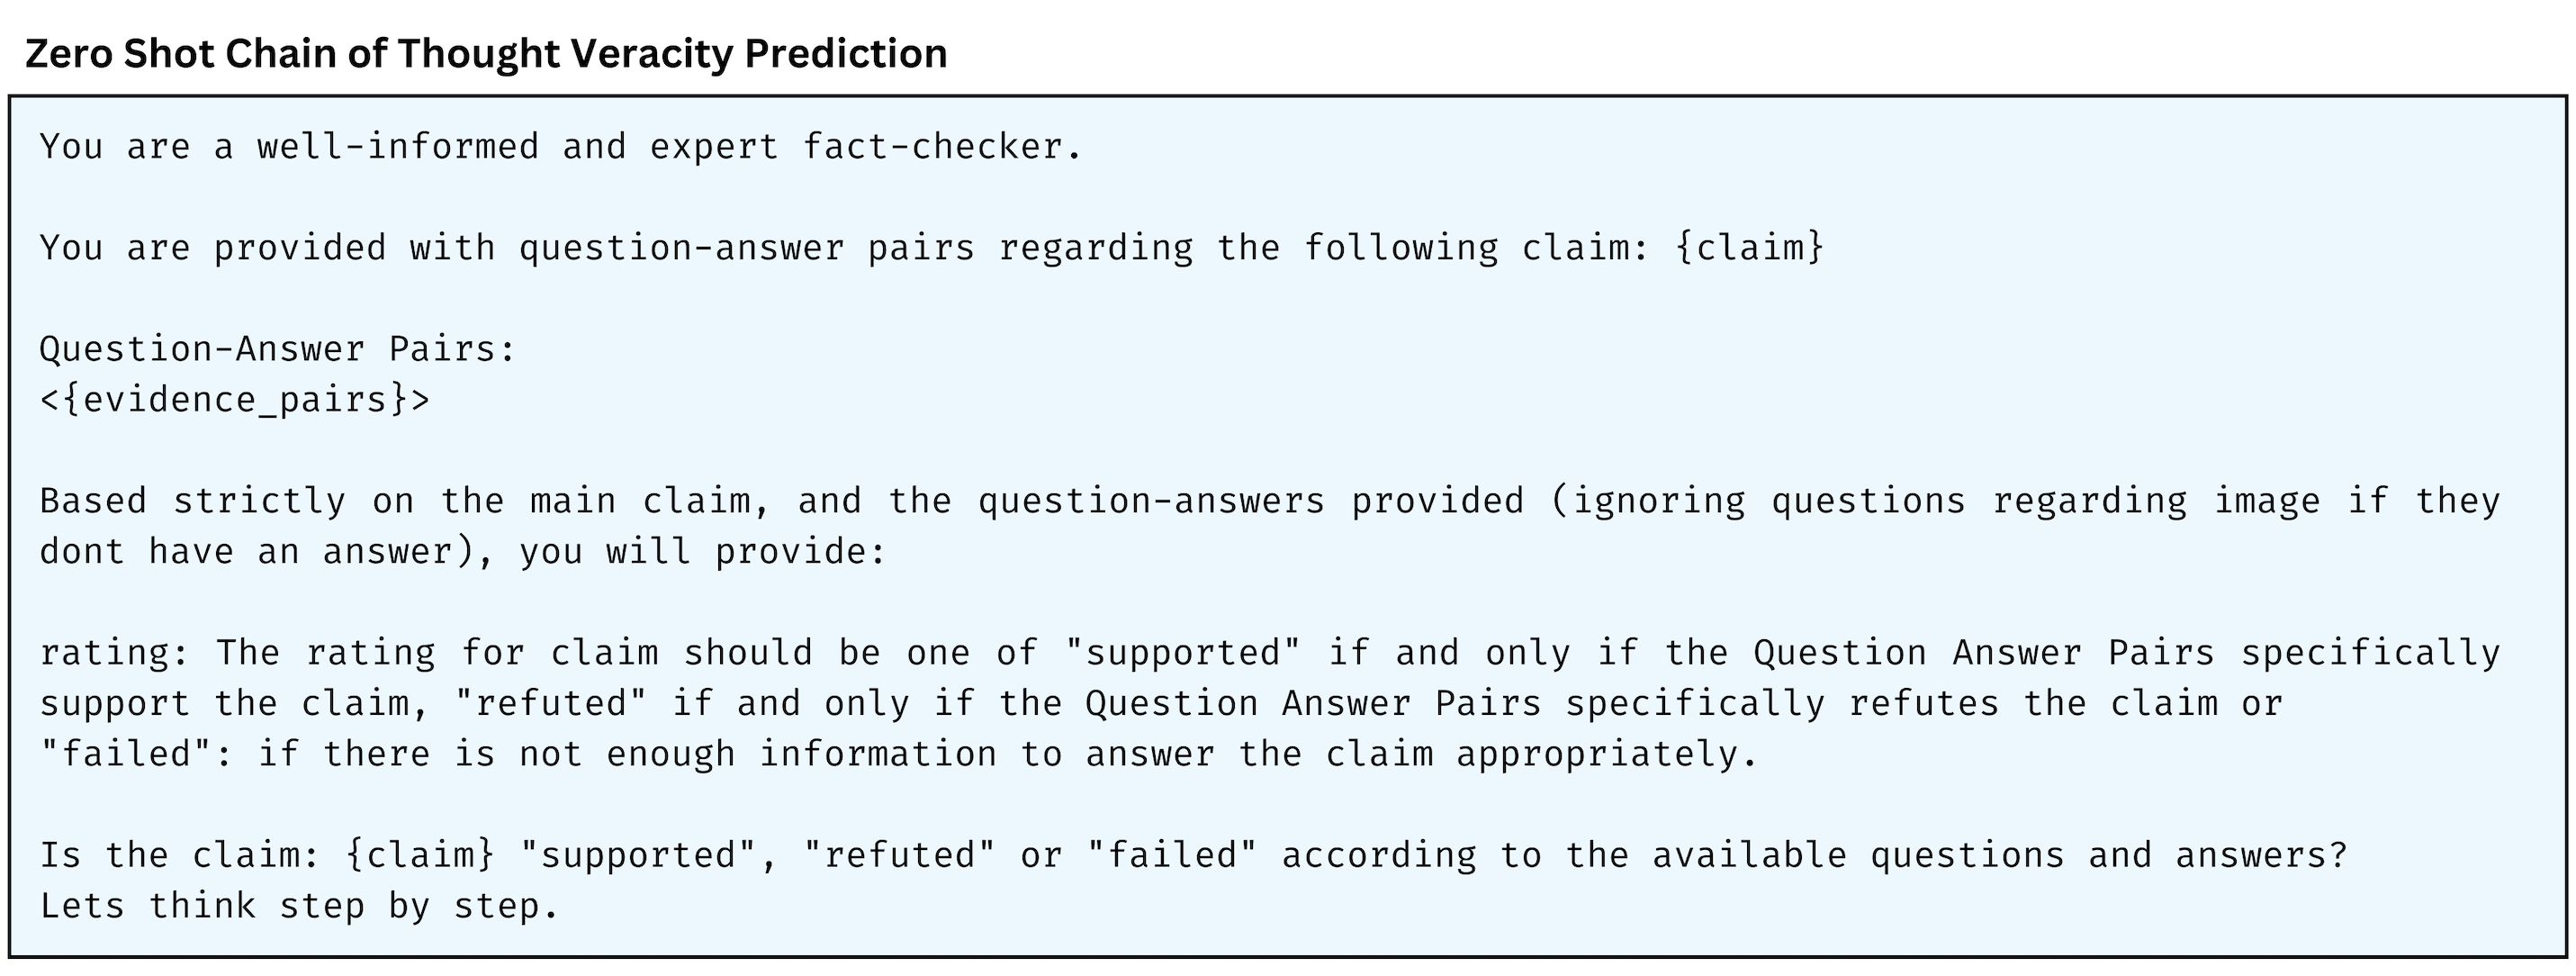 Zero Shot Chain of Thought Veracity Prediction
You are a well-informed and expert fact-checker.
You are provided with question-answer pairs regarding the following claim: {claim}
Question-Answer Pairs:
<{evidence_pairs}>
Based strictly on the main claim, and the question-answers provided (ignoring questions regarding image if they
dont have an answer), you will provide:
rating: The rating for claim should be one of "supported" if and only if the Question Answer Pairs specifically
support the claim, "refuted" if and only if the Question Answer Pairs specifically refutes the claim or
"failed": if there is not enough information to answer the claim appropriately.
Is the claim: {claim} "supported", "refuted" or "failed" according to the available questions and answers?
Lets think step by step.